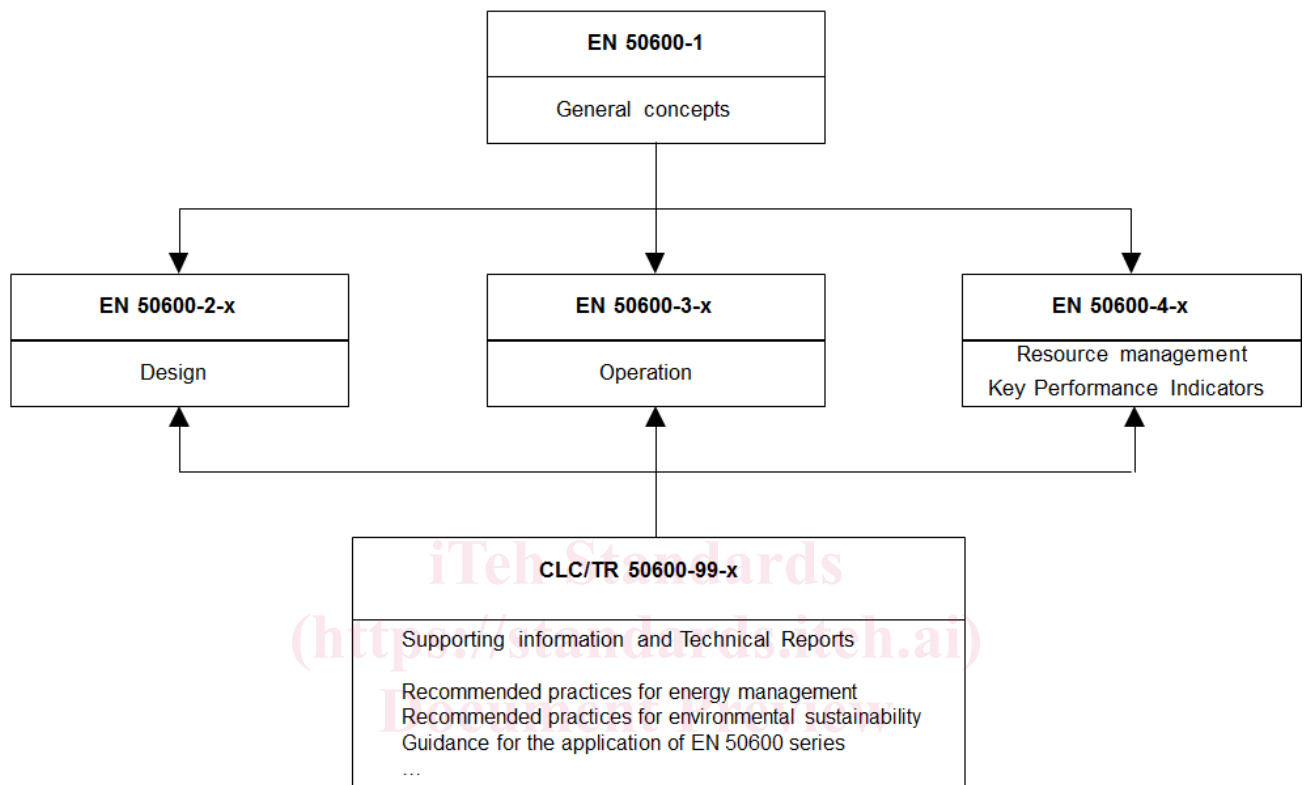 EN 50600-1
General concepts
EN 50600-2-x
Design
EN 50600-3-x
Operation
EN 50600-4-x
Resource management
Key Performance Indicators
CLC/TR 50600-99-x
iTeh Standards
Supporting information and Technical Reports
(https://standards.iteh.ai)
Recommended practices for energy management
Recommended practices for environmental sustainability
Document Preview
Guidance for the application of EN 50600 series
...